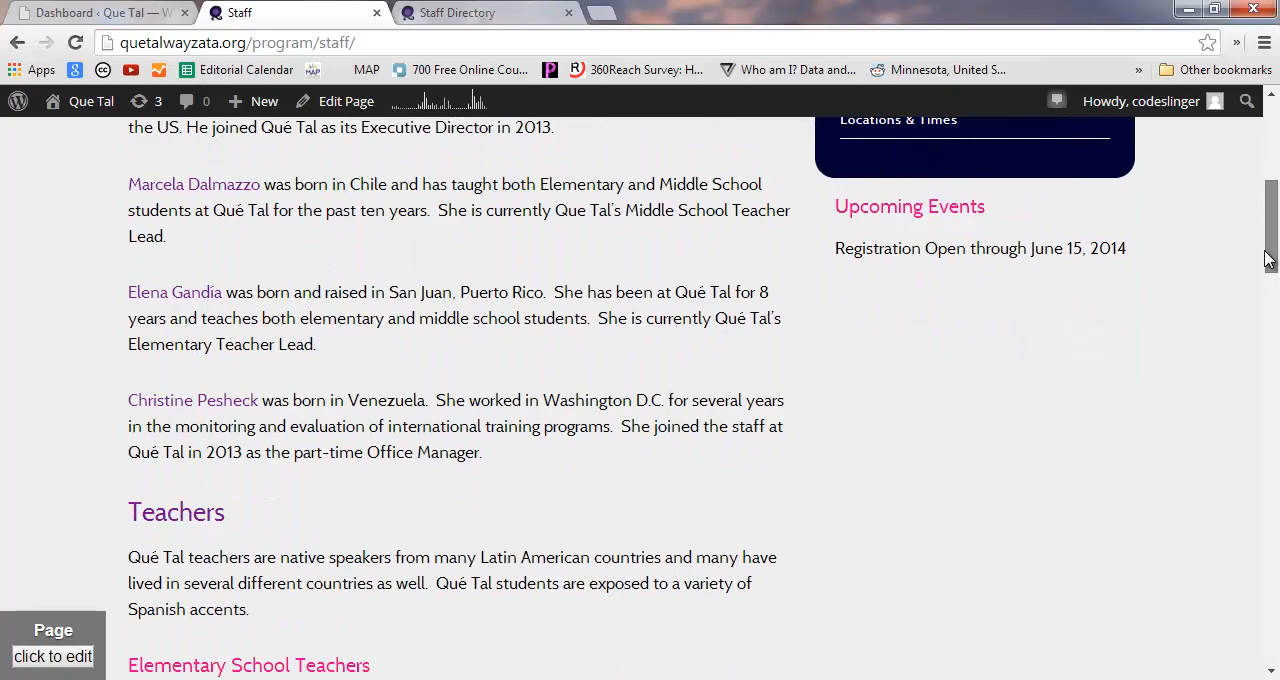 Dashboard ‹ Que Tal — W
Staff
Staff Directory
quetalwayzata.org/program/staff/
Apps
Editorial Calendar
MAP
700 Free Online Cou...
360Reach Survey: H...
Who am I? Data and...
Minnesota, United S...
»
Other bookmarks
Que Tal
3
0
New
Edit Page
Howdy, codeslinger
the US. He joined Qué Tal as its Executive Director in 2013.
Marcela Dalmazzo was born in Chile and has taught both Elementary and Middle School
students at Qué Tal for the past ten years. She is currently Que Tal's Middle School Teacher
Lead.
Elena Gandía was born and raised in San Juan, Puerto Rico. She has been at Qué Tal for 8
years and teaches both elementary and middle school students. She is currently Qué Tal's
Elementary Teacher Lead.
Christine Pesheck was born in Venezuela. She worked in Washington D.C. for several years
in the monitoring and evaluation of international training programs. She joined the staff at
Qué Tal in 2013 as the part-time Office Manager.
Teachers
Qué Tal teachers are native speakers from many Latin American countries and many have
lived in several different countries as well. Qué Tal students are exposed to a variety of
Spanish accents.
Elementary School Teachers
Locations & Times
Upcoming Events
Registration Open through June 15, 2014
Page
click to edit